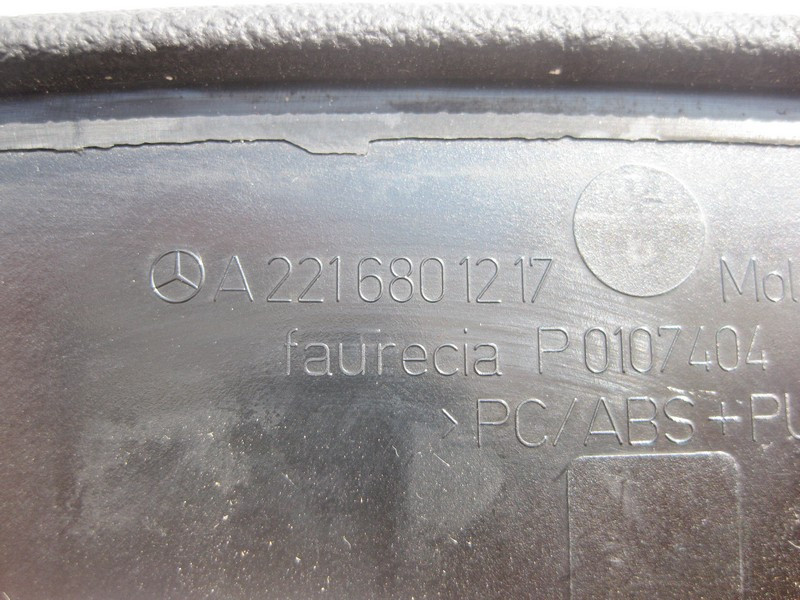 A 221 680 12 17
faurecia P 0107404
>PC/ABS+PU